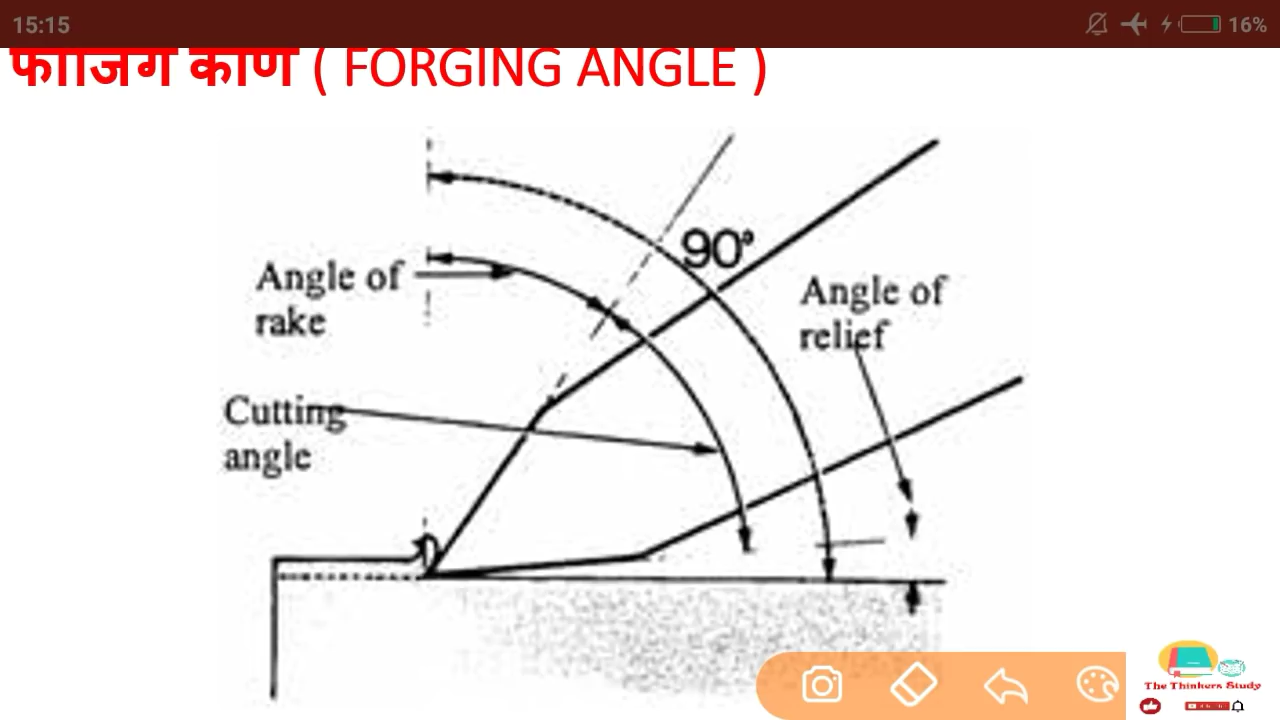 15:15
16%
फोर्जिंग कोण ( FORGING ANGLE )
90°
Angle of
rake
Angle of
relief
Cutting
angle
The Thinkers Study